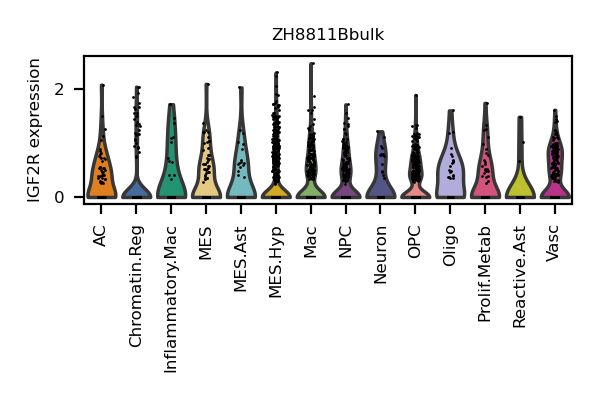 ZH8811Bbulk
IGF2R expression
2
0
AC
Chromatin.Reg
Inflammatory.Mac
MES
MES.Ast
MES.Hyp
Mac
NPC
Neuron
OPC
Oligo
Prolif.Metab
Reactive.Ast
Vasc